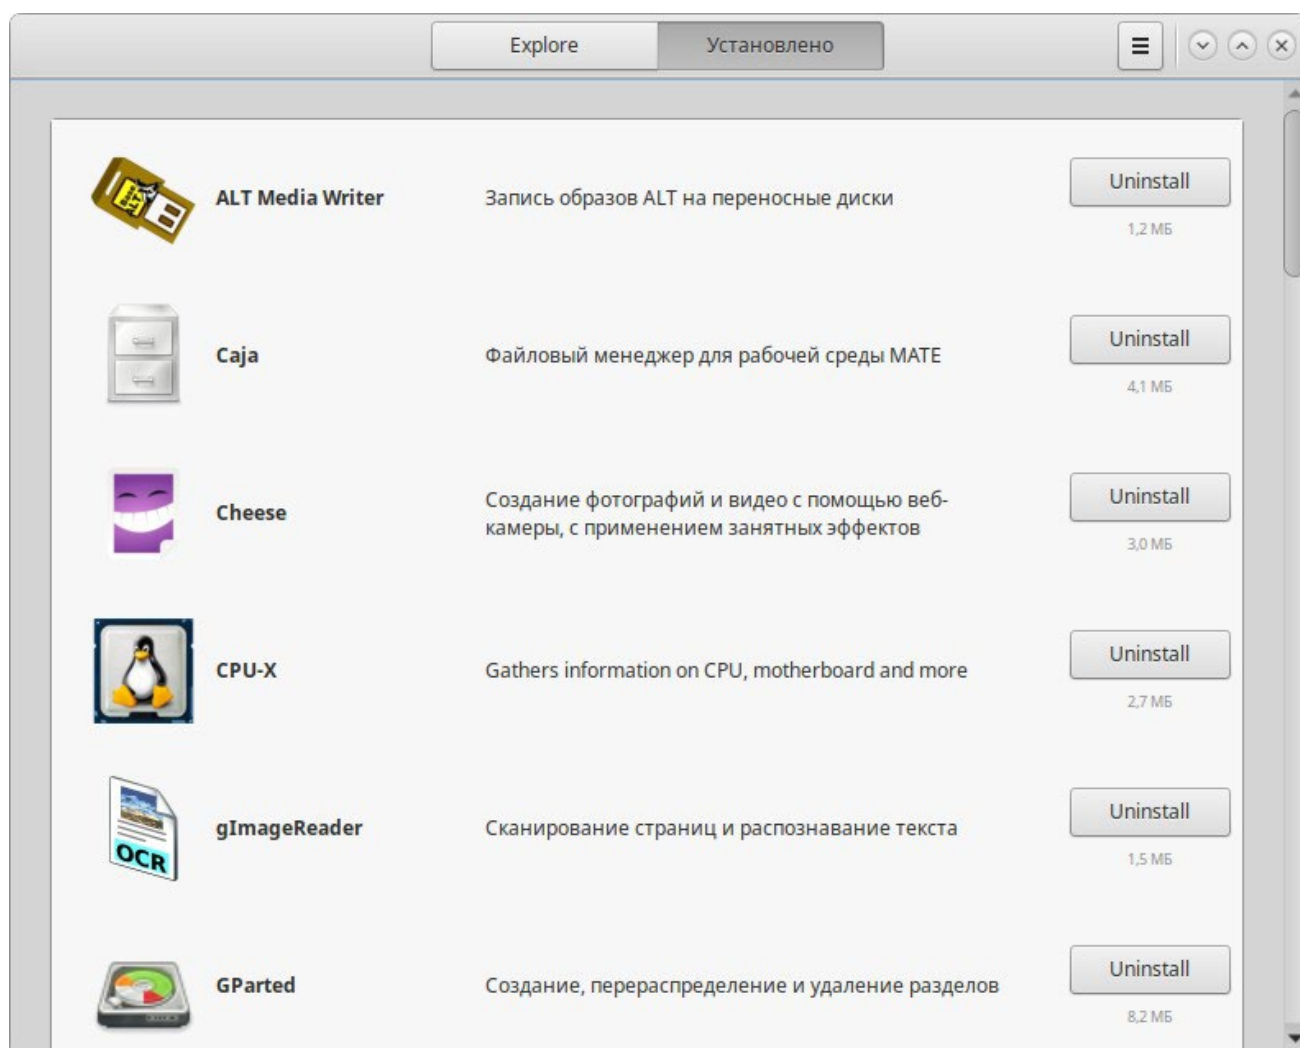 Explore
Установлено
ALT Media Writer
Запись образов ALT на переносные диски
Uninstall
1,2 МБ
Caja
Файловый менеджер для рабочей среды MATE
Uninstall
4,1 МБ
Cheese
Создание фотографий и видео с помощью веб-
камеры, с применением занятных эффектов
Uninstall
3,0 МБ
CPU-X
Gathers information on CPU, motherboard and more
Uninstall
2,7 МБ
OCR
gImageReader
Сканирование страниц и распознавание текста
Uninstall
1,5 МБ
GParted
Создание, перераспределение и удаление разделов
Uninstall
8,2 МБ